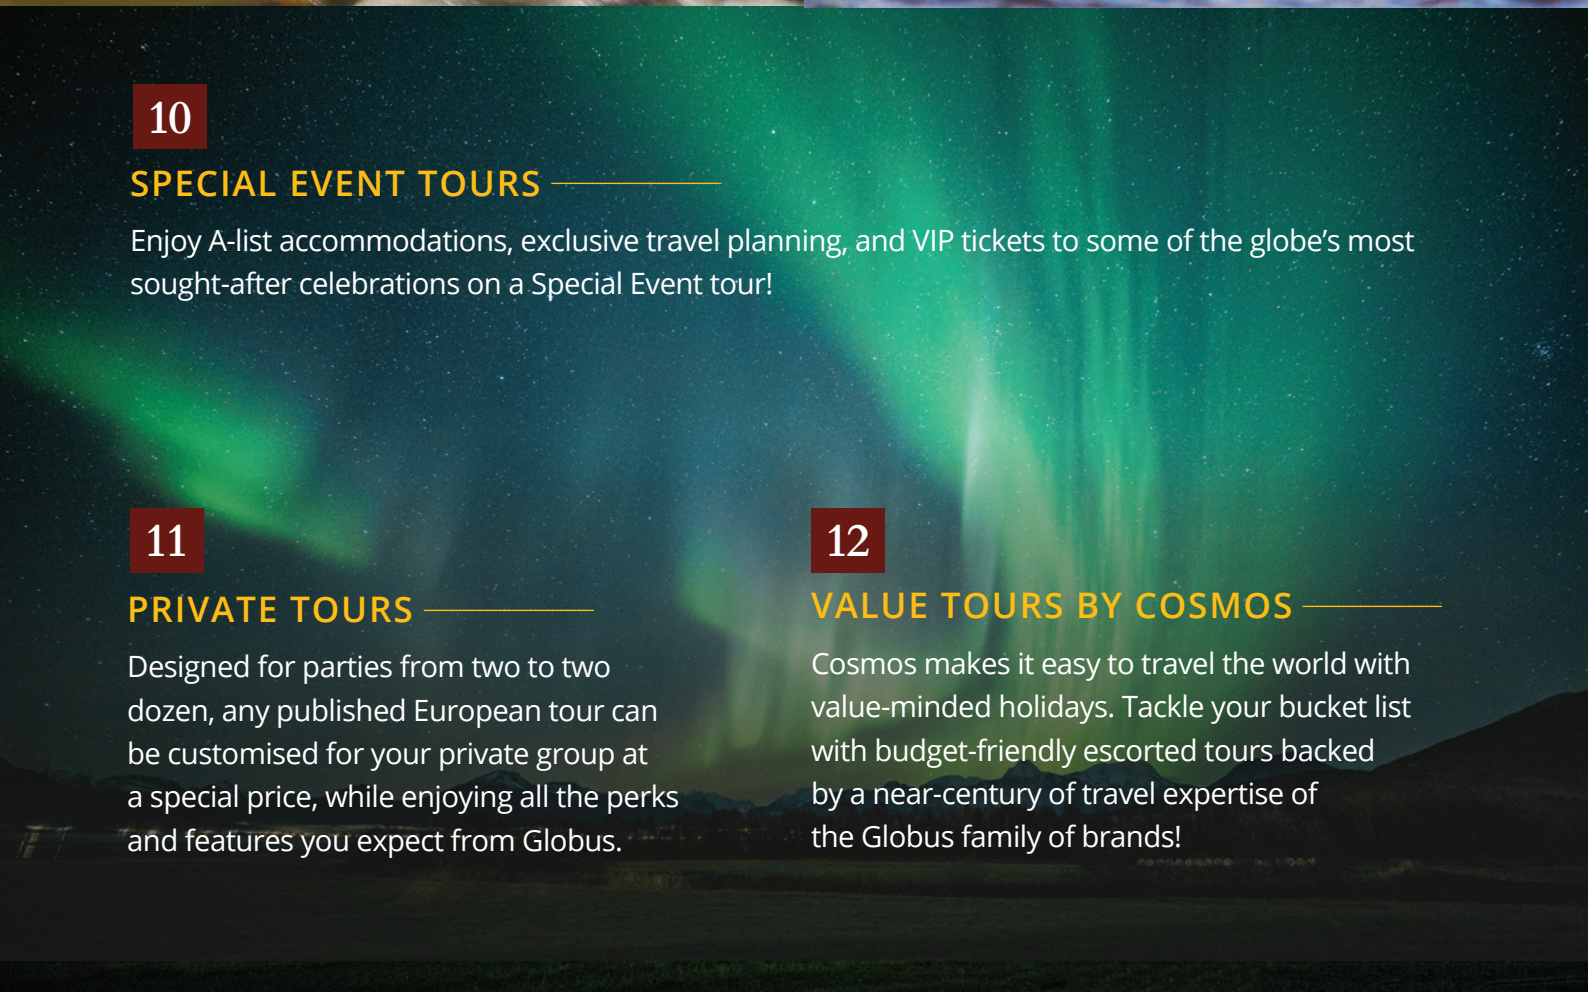 10
SPECIAL EVENT TOURS
Enjoy A-list accommodations, exclusive travel planning, and VIP tickets to some of the globe’s most
sought-after celebrations on a Special Event tour!
11
PRIVATE TOURS
Designed for parties from two to two
dozen, any published European tour can
be customised for your private group at
a special price, while enjoying all the perks
and features you expect from Globus.
12
VALUE TOURS BY COSMOS
Cosmos makes it easy to travel the world with
value-minded holidays. Tackle your bucket list
with budget-friendly escorted tours backed
by a near-century of travel expertise of
the Globus family of brands!